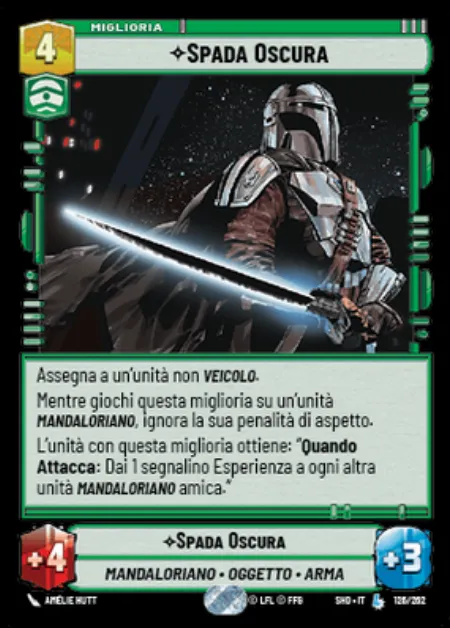 MIGLIORIA
4
✧SPADA OSCURA
Assegna a un'unità non VEICOLO.
Mentre giochi questa miglioria su un'unità
MANDALORIANO, ignora la sua penalità di aspetto.
L'unità con questa miglioria ottiene: “Quando
Attacca: Dai 1 segnalino Esperienza a ogni altra
unità MANDALORIANO amica.”
+4
✧SPADA OSCURA
+3
MANDALORIANO • OGGETTO • ARMA
AMÉLIE HUTT
© LFL © FFG
SHD • IT
126/262